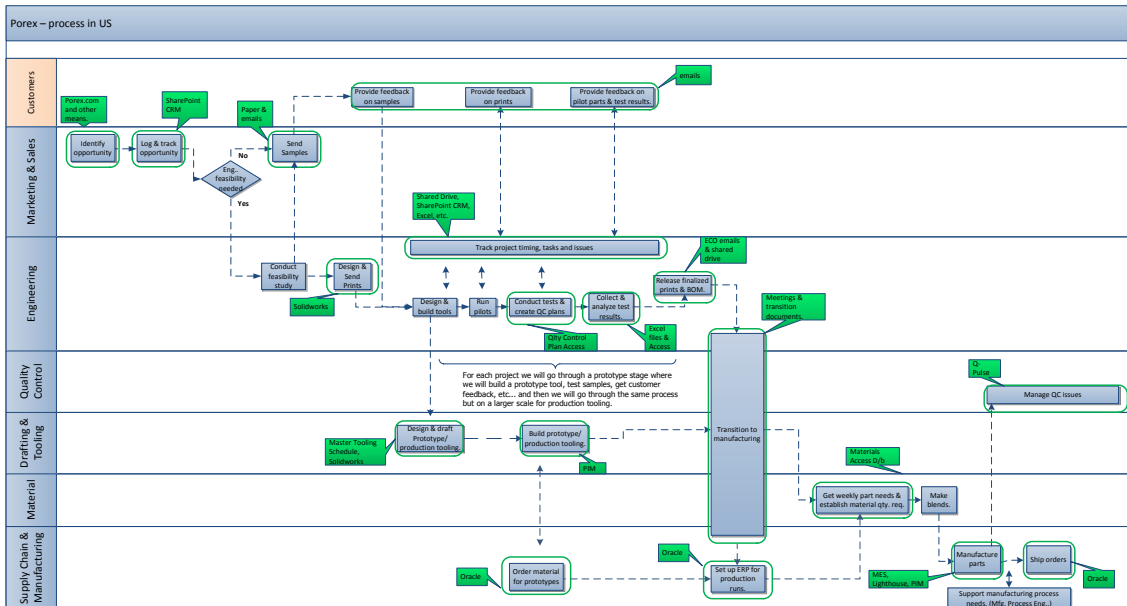 Porex – process in US
Customers
Porex.com
and other
means.
SharePoint
CRM
Paper &
emails
Provide feedback
on samples
Provide feedback
on prints
Provide feedback on
pilot parts & test results.
emails
Marketing & Sales
Identify
opportunity
Log & track
opportunity
No
Send
Samples
Eng..
feasibility
needed
Yes
Shared Drive,
SharePoint CRM,
Excel, etc.
Engineering
Track project timing, tasks and issues
ECO emails
& shared
drive
Conduct
feasibility
study
Design &
Send
Prints
Solidworks
Release finalized
prints & BOM.
Design &
build tools
Run
pilots
Conduct tests &
create QC plans
Collect &
analyze test
results.
Meetings &
transition
documents.
Qlty Control
Plan Access
Excel
files &
Access
Quality
Control
For each project we will go through a prototype stage where
we will build a prototype tool, test samples, get customer
feedback, etc... and then we will go through the same process
but on a larger scale for production tooling.
Q-
Pulse
Manage QC issues
Drafting &
Tooling
Master Tooling
Schedule,
Solidworks
Design & draft
Prototype/
production tooling.
Build prototype/
production tooling.
PIM
Transition to
manufacturing
Materials
Access D/b
Material
Get weekly part needs &
establish material qty. req.
Make
blends.
Supply Chain &
Manufacturing
Oracle
Order material
for prototypes
Oracle
Set up ERP for
production
runs.
MES,
Lighthouse, PIM
Manufacture
parts
Ship orders
Oracle
Support manufacturing process
needs. (Mfg. Process Eng..)